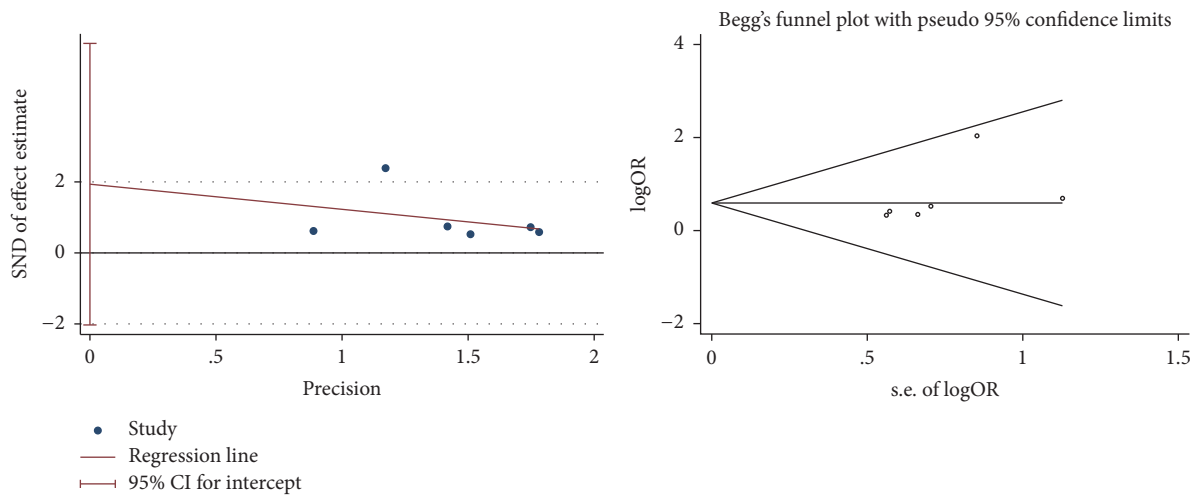 SND of effect estimate
2
0
−2
0
.5
1
1.5
2
Precision
Study
Regression line
95% CI for intercept
Begg's funnel plot with pseudo 95% confidence limits
logOR
4
2
0
−2
0
.5
1
1.5
s.e. of logOR